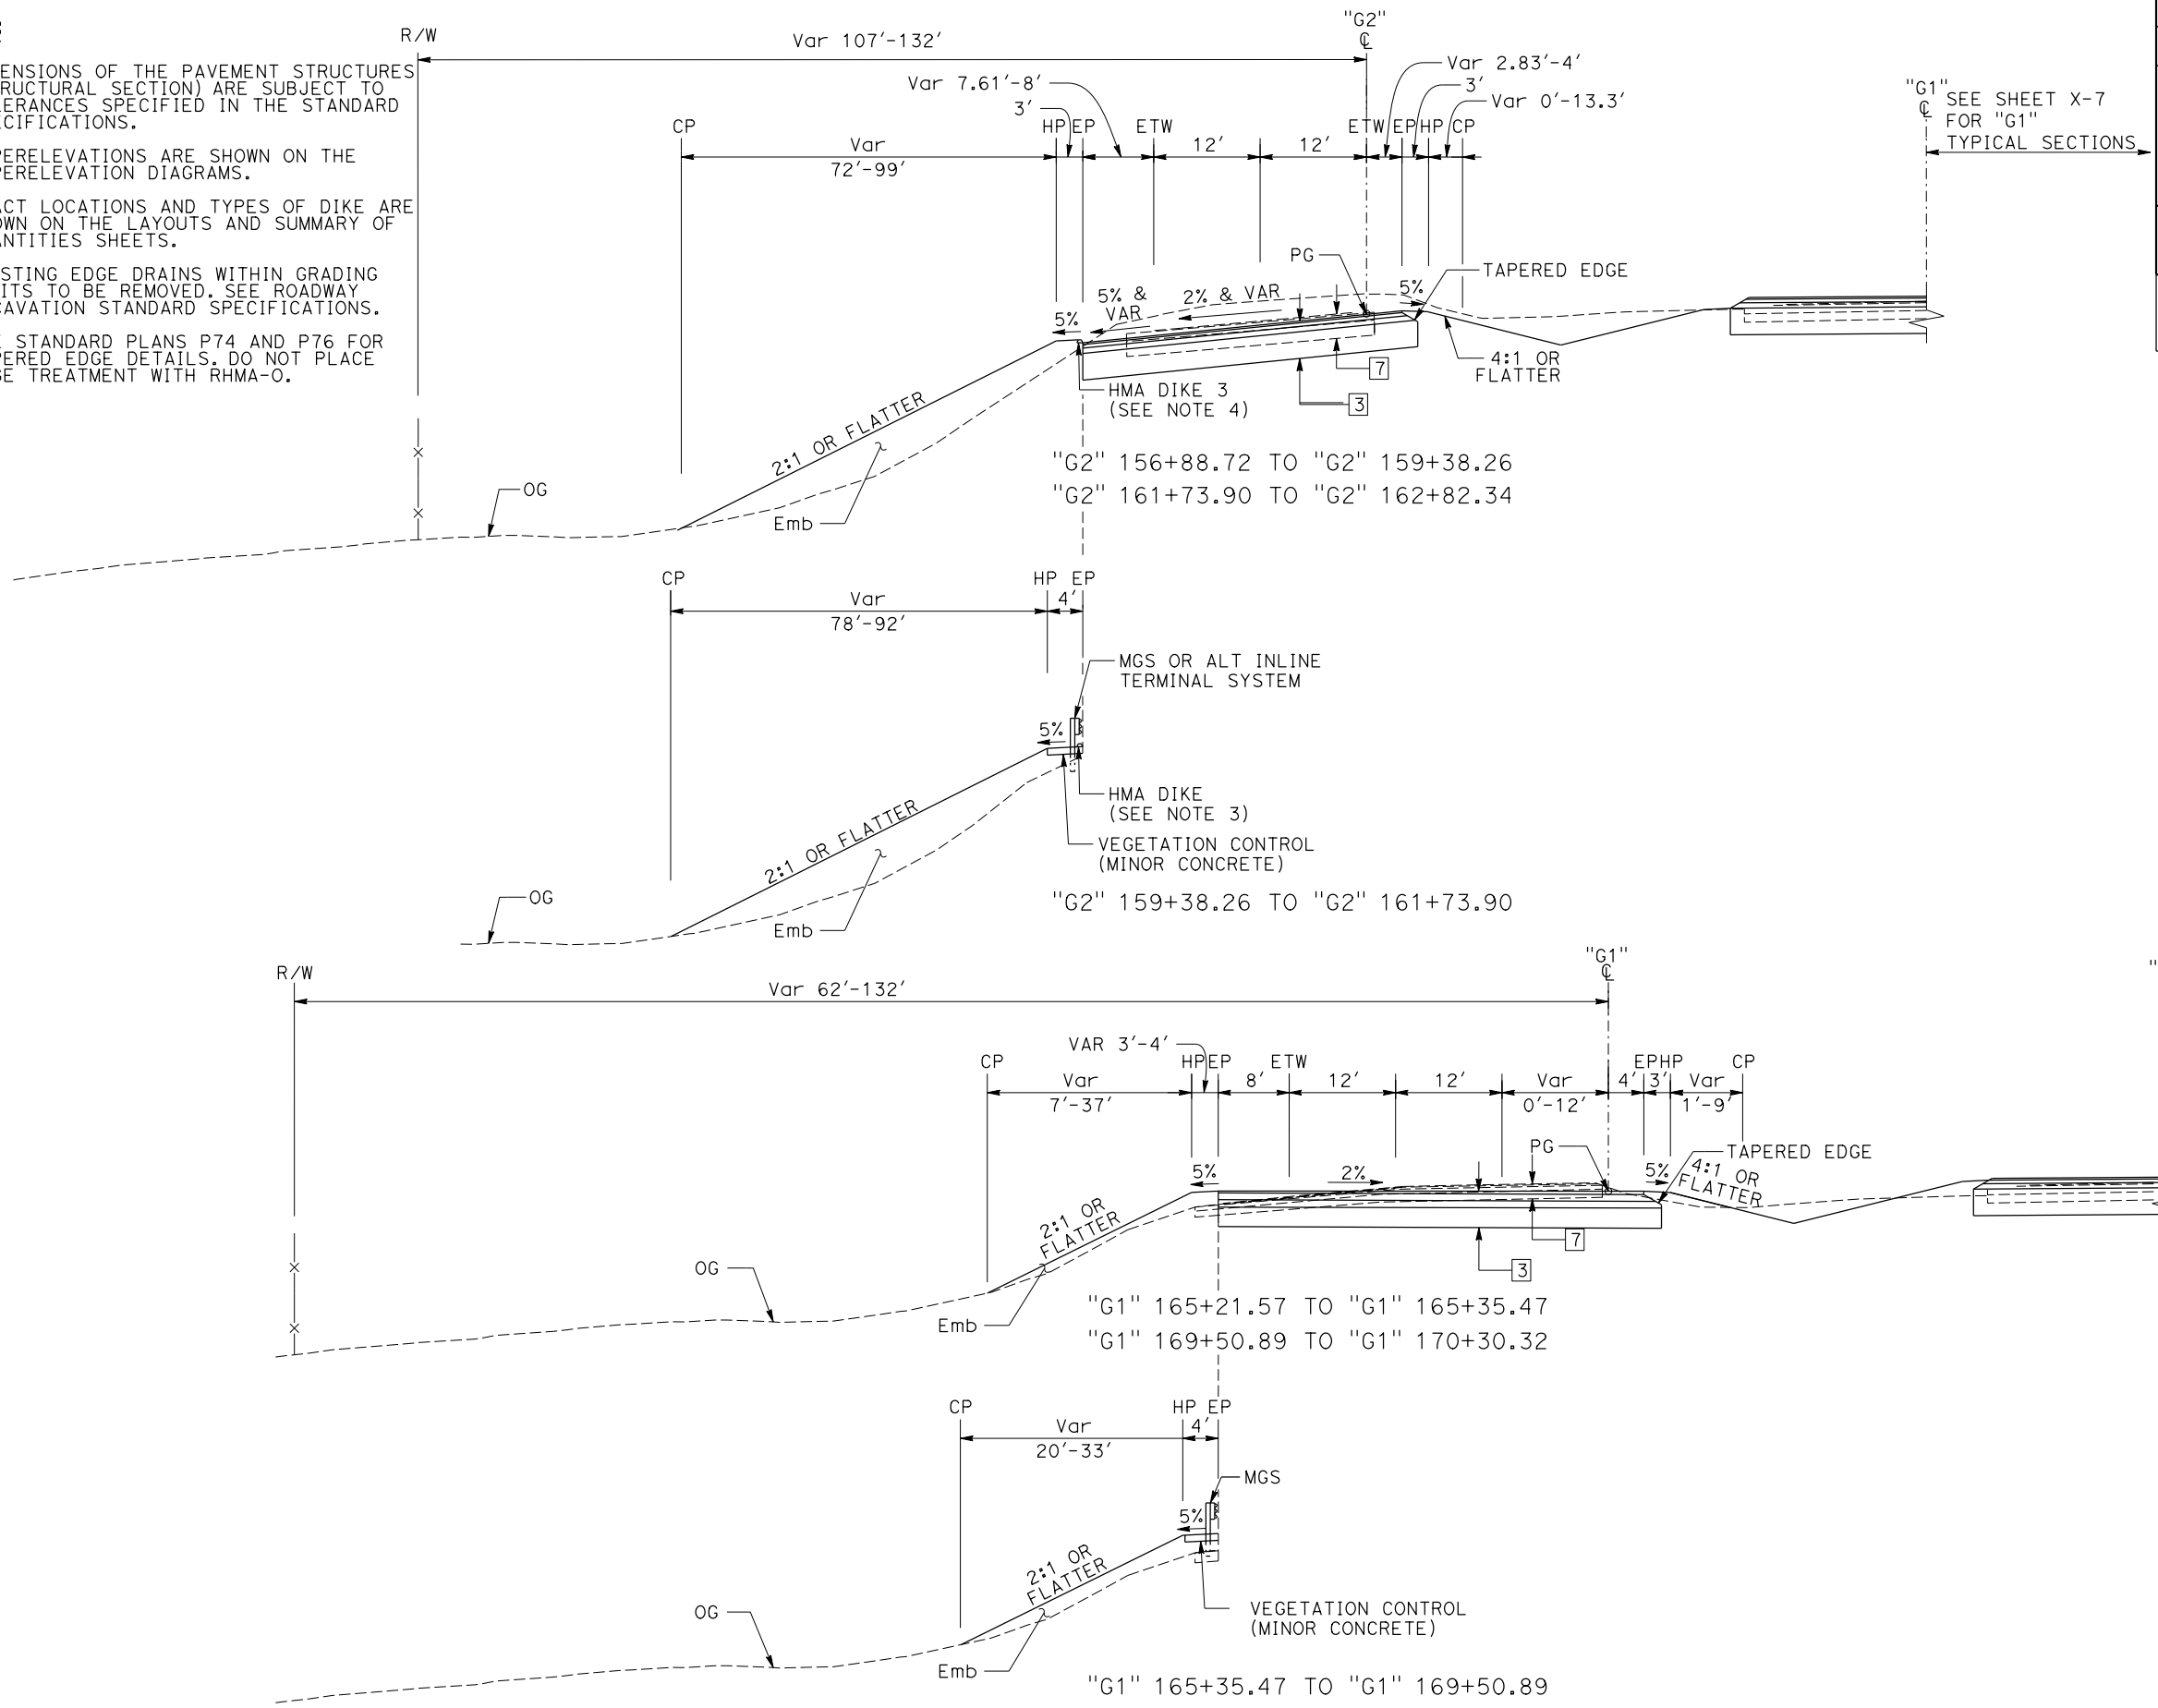 ENSIONS OF THE PAVEMENT STRUCTURES
RUCTURAL SECTION) ARE SUBJECT TO
ERANCES SPECIFIED IN THE STANDARD
CIFICATIONS.
PERELEVATIONS ARE SHOWN ON THE
PERELEVATION DIAGRAMS.
ACT LOCATIONS AND TYPES OF DIKE ARE
OWN ON THE LAYOUTS AND SUMMARY OF
ANTITIES SHEETS.
ISTING EDGE DRAINS WITHIN GRADING
ITS TO BE REMOVED. SEE ROADWAY
CAVATION STANDARD SPECIFICATIONS.
E STANDARD PLANS P74 AND P76 FOR
PERED EDGE DETAILS. DO NOT PLACE
GE TREATMENT WITH RHMA-O.
R/W
Var 107'-132'
"G2"
℄
Var 7.61'-8'
3'
Var 2.83'-4'
3'
Var 0'-13.3'
"G1"
℄
SEE SHEET X-7
FOR "G1"
TYPICAL SECTIONS
CP HP EP ETW ETW EP HP CP
Var
72'-99'
12' 12'
PG
TAPERED EDGE
5% &
VAR
2% & VAR
5%
5%
7
3
4:1 OR
FLATTER
HMA DIKE 3
(SEE NOTE 4)
2:1 OR FLATTER
OG
Emb
"G2" 156+88.72 TO "G2" 159+38.26
"G2" 161+73.90 TO "G2" 162+82.34
CP HP EP
Var
78'-92'
4'
MGS OR ALT INLINE
TERMINAL SYSTEM
5%
HMA DIKE
(SEE NOTE 3)
VEGETATION CONTROL
(MINOR CONCRETE)
2:1 OR FLATTER
OG
Emb
"G2" 159+38.26 TO "G2" 161+73.90
R/W
Var 62'-132'
"G1"
℄
"
VAR 3'-4'
CP HP EP ETW EP HP CP
Var
7'-37'
8' 12' 12'
Var
0'-12'
4' 3'
Var
1'-9'
PG
TAPERED EDGE
5%
2%
5%
4:1 OR
FLATTER
2:1 OR
FLATTER
7
3
OG
Emb
"G1" 165+21.57 TO "G1" 165+35.47
"G1" 169+50.89 TO "G1" 170+30.32
CP HP EP
Var
20'-33'
4'
MGS
5%
2:1 OR
FLATTER
VEGETATION CONTROL
(MINOR CONCRETE)
OG
Emb
"G1" 165+35.47 TO "G1" 169+50.89